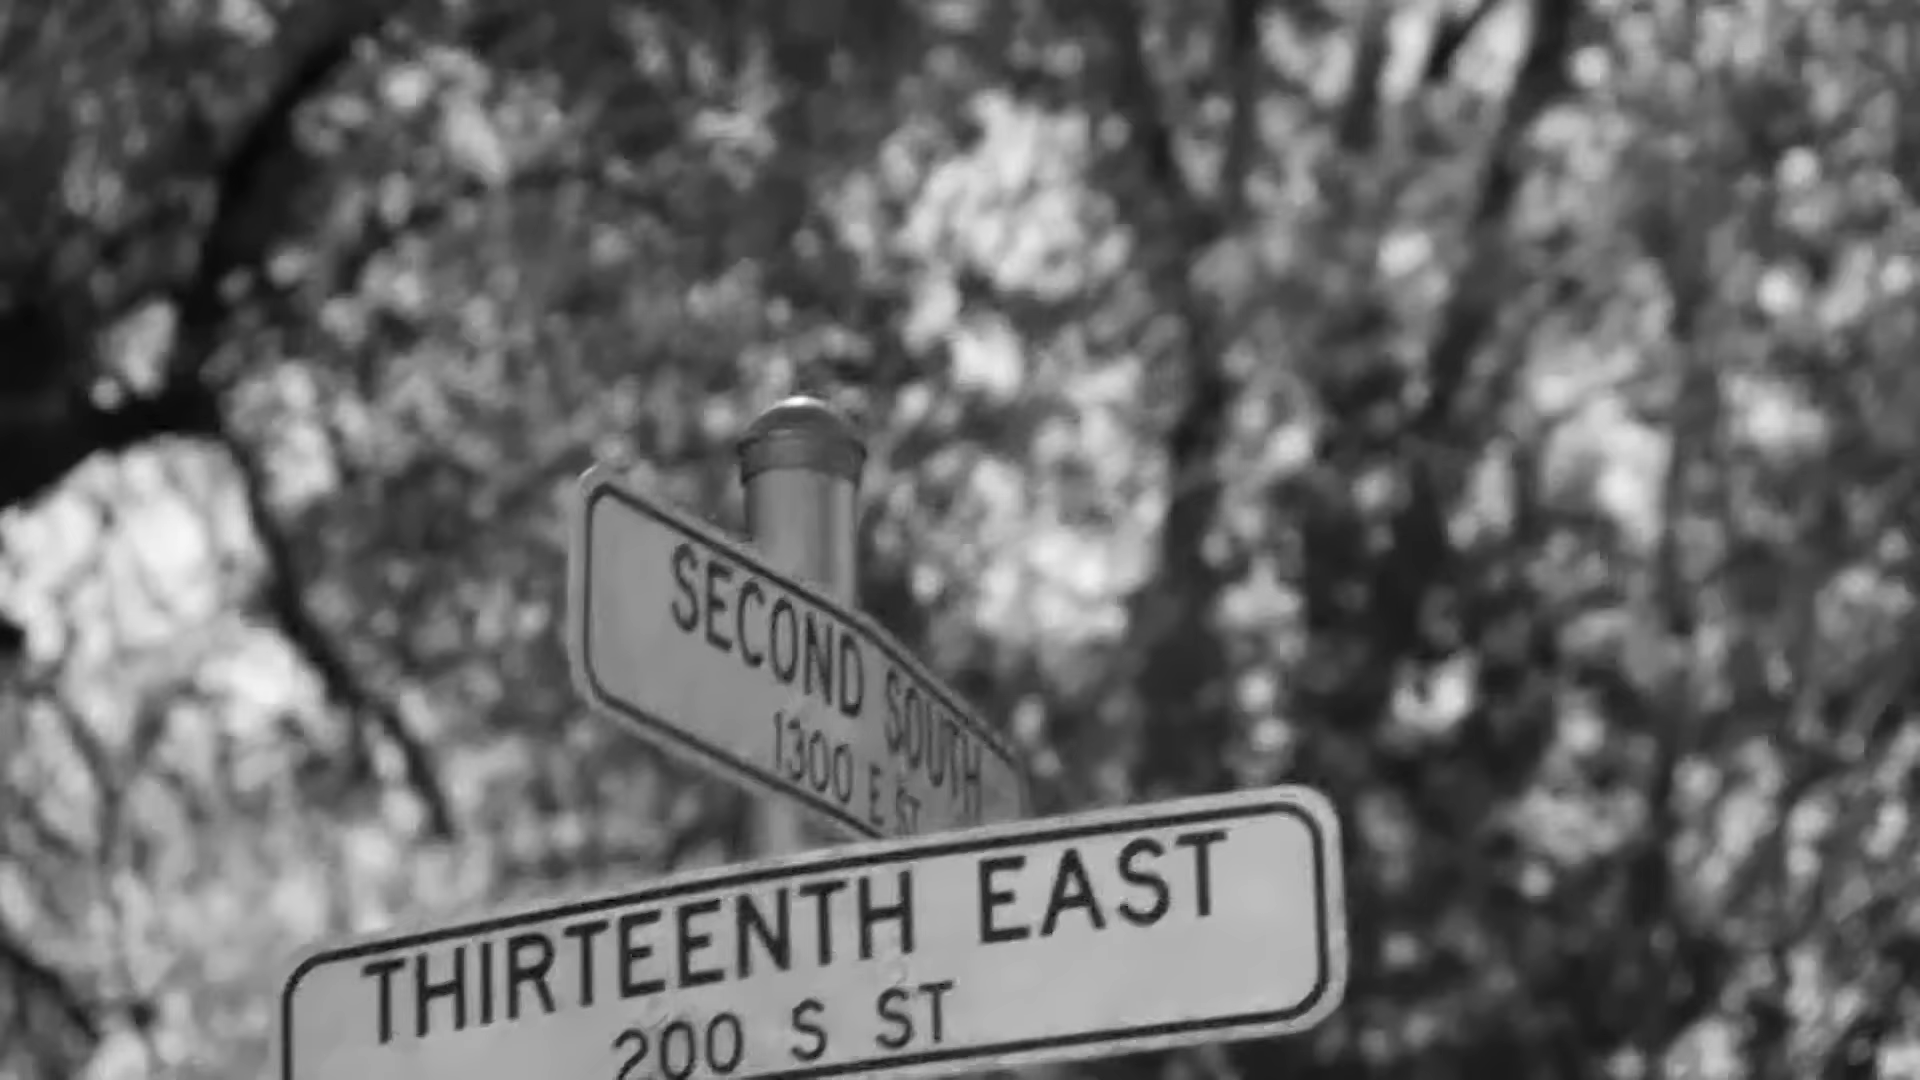 SECOND SOUTH
1300 E ST
THIRTEENTH EAST
200 S ST